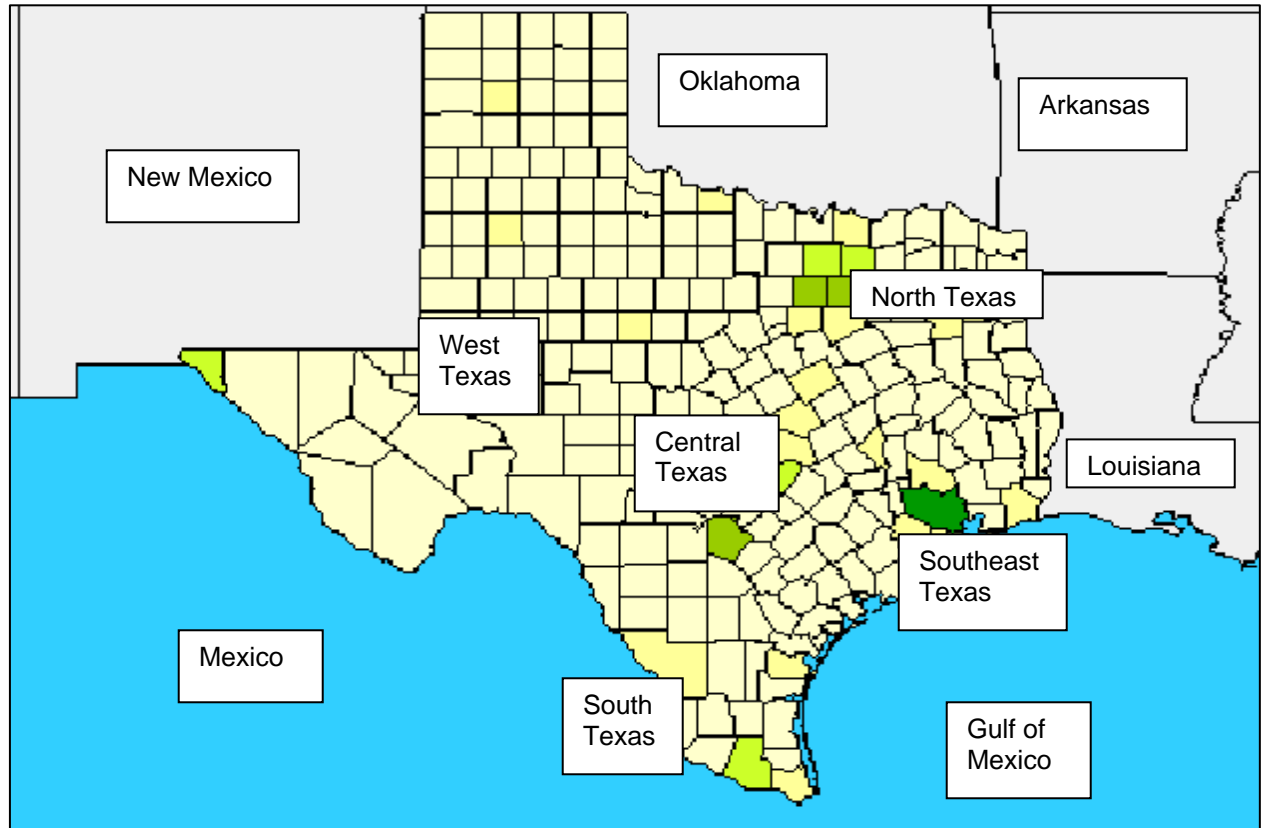 Oklahoma
Arkansas
New Mexico
North Texas
West
Texas
Central
Texas
Louisiana
Southeast
Texas
Mexico
South
Texas
Gulf of
Mexico